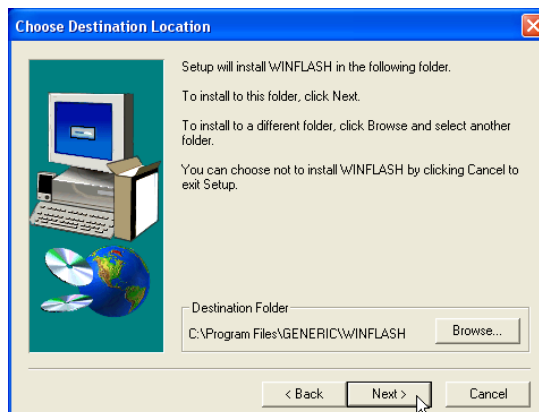 Choose Destination Location
Setup will install WINFLASH in the following folder.
To install to this folder, click Next.
To install to a different folder, click Browse and select another
folder.
You can choose not to install WINFLASH by clicking Cancel to
exit Setup.
Destination Folder
C:\Program Files\GENERIC\WINFLASH
Browse...
< Back
Next >
Cancel